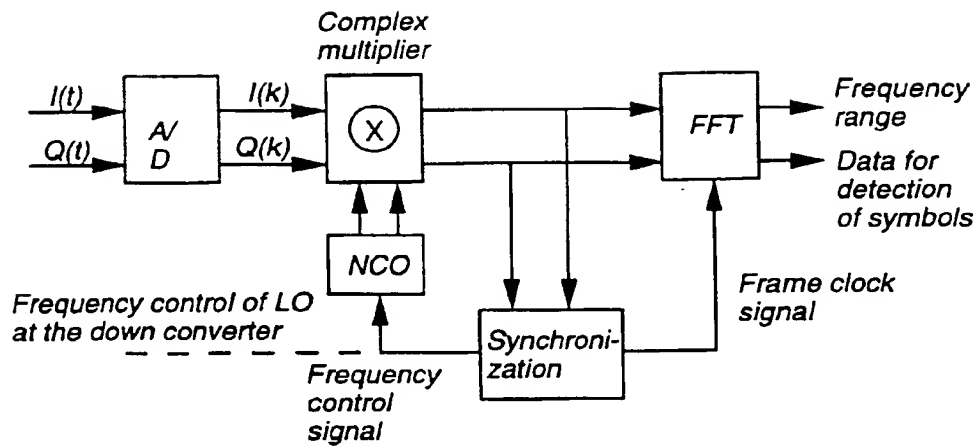 Complex
multiplier
I(t)
Q(t)
A/
D
I(k)
Q(k)
X
FFT
Frequency
range
Data for
detection
of symbols
NCO
Frequency control of LO
at the down converter
Frequency
control
signal
Synchroni-
zation
Frame clock
signal